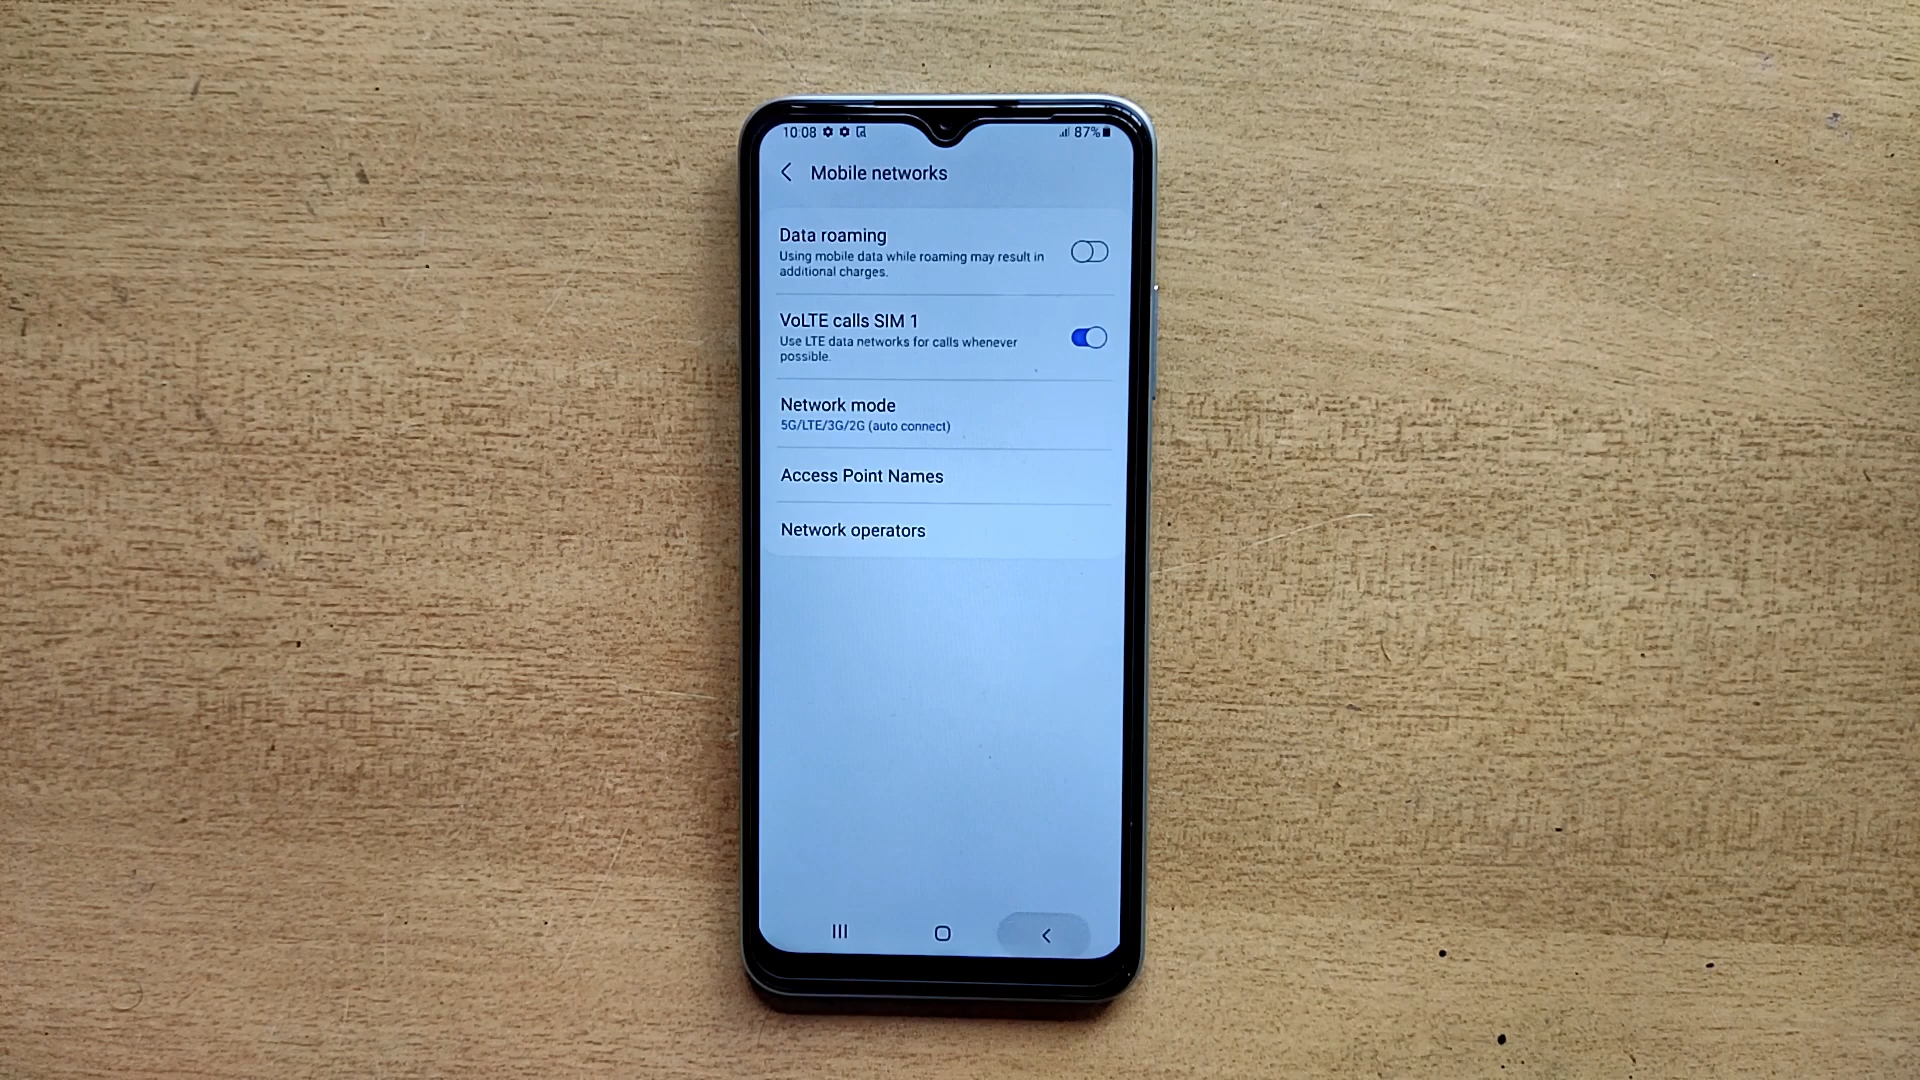 10:08 87%
Mobile networks
Data roaming
Using mobile data while roaming may result in
additional charges.
VoLTE calls SIM 1
Use LTE data networks for calls whenever
possible.
Network mode
5G/LTE/3G/2G (auto connect)
Access Point Names
Network operators